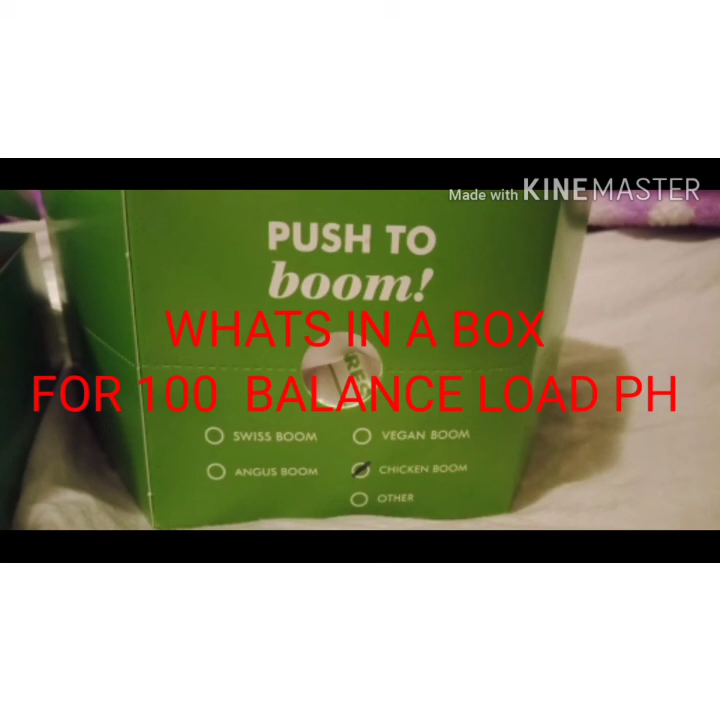 Made with KINEMASTER
PUSH TO
boom!
WHATS IN A BOX
FOR 100 BALANCE LOAD PH
SWISS BOOM
VEGAN BOOM
ANGUS BOOM
CHICKEN BOOM
OTHER